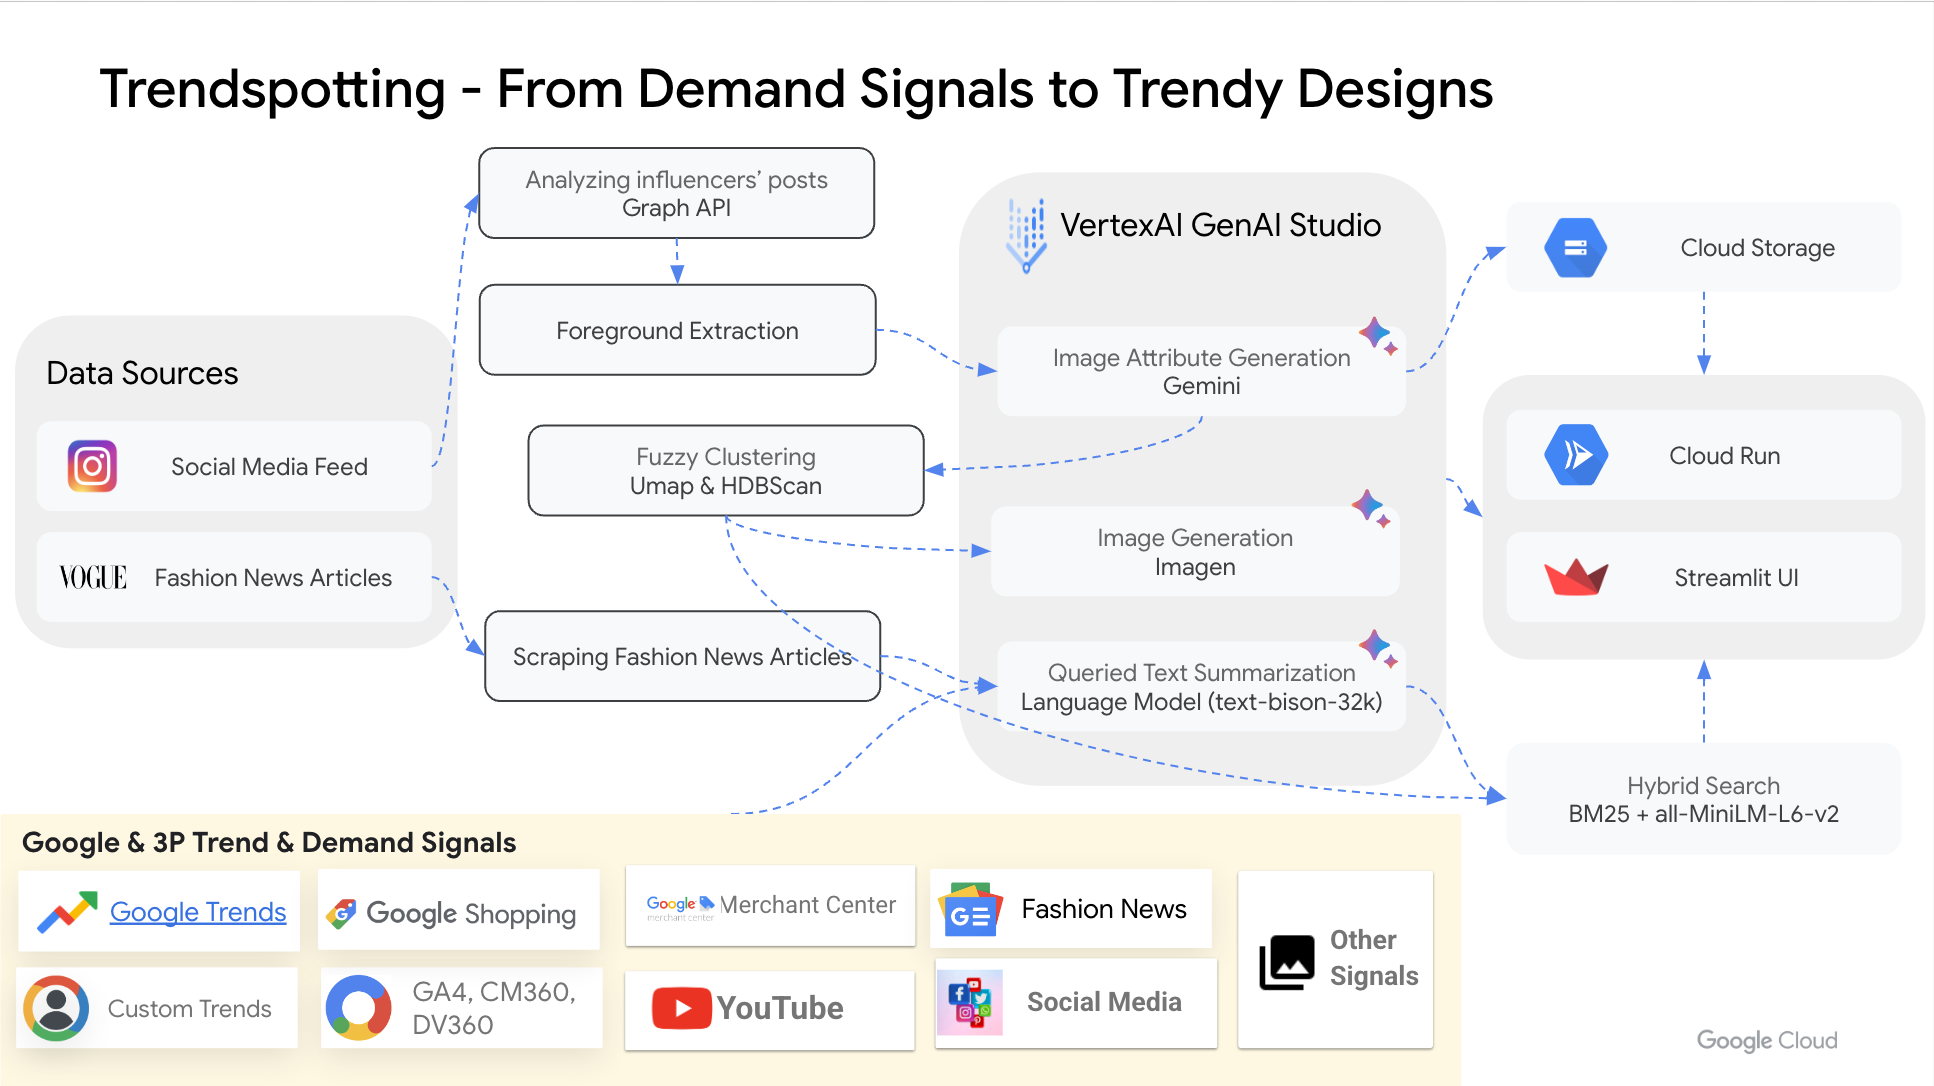 Trendspotting - From Demand Signals to Trendy Designs
Data Sources
Social Media Feed
VOGUE
Fashion News Articles
Analyzing influencers’ posts
Graph API
Foreground Extraction
Fuzzy Clustering
Umap & HDBScan
Scraping Fashion News Articles
VertexAI GenAI Studio
Image Attribute Generation
Gemini
Image Generation
Imagen
Queried Text Summarization
Language Model (text-bison-32k)
Cloud Storage
Cloud Run
Streamlit UI
Hybrid Search
BM25 + all-MiniLM-L6-v2
Google & 3P Trend & Demand Signals
Google Trends
G
Google Shopping
Google
merchant center
Merchant Center
GE
Fashion News
Other
Signals
Custom Trends
GA4, CM360,
DV360
YouTube
Social Media
Google Cloud